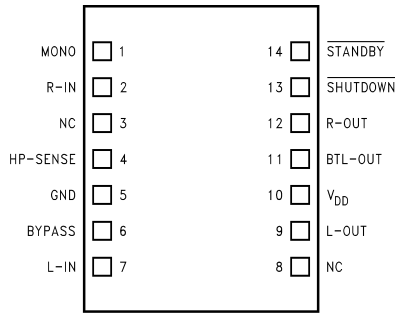 MONO 1 14 STANDBY
R-IN 2 13 SHUTDOWN
NC 3 12 R-OUT
HP-SENSE 4 11 BTL-OUT
GND 5 10 VDD
BYPASS 6 9 L-OUT
L-IN 7 8 NC